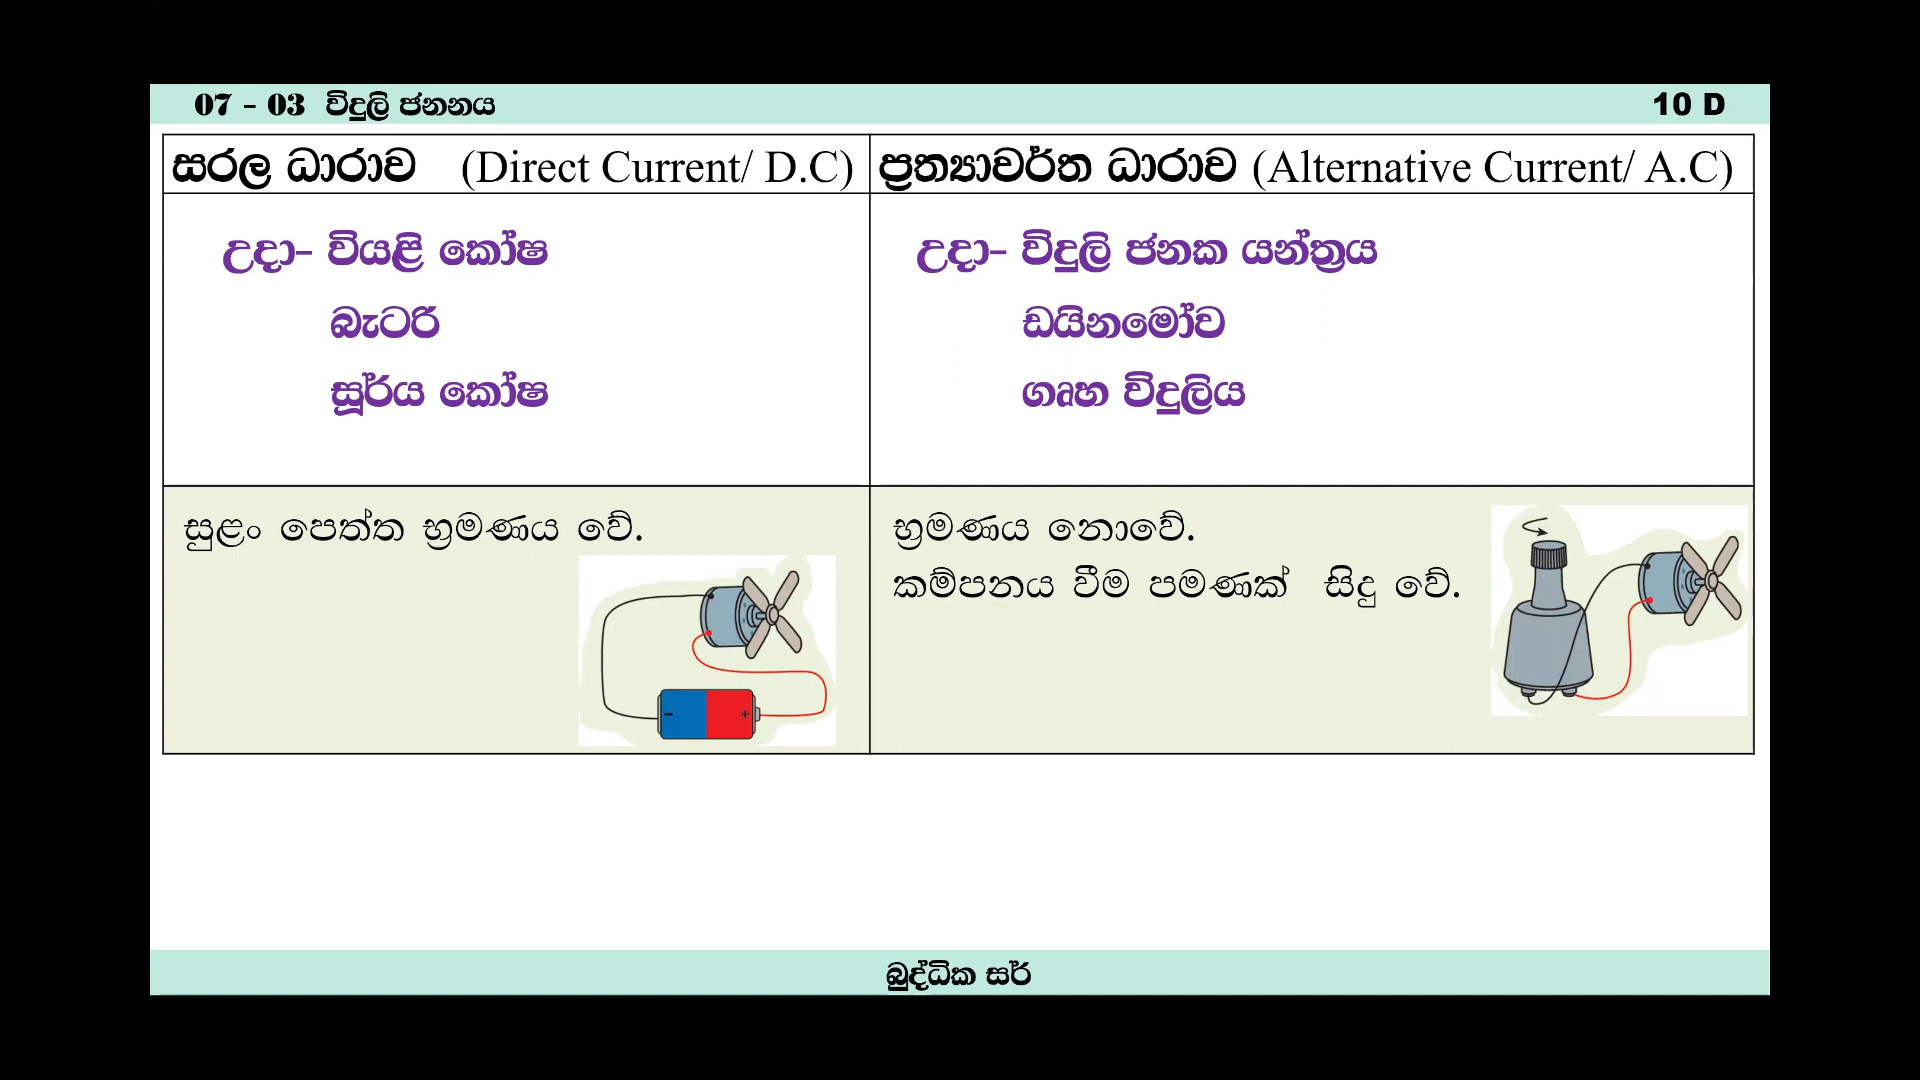 07 - 03 විදුලි ජනනය
10 D
සරල ධාරාව (Direct Current/ D.C)
ප්‍රත්‍යාවර්ත ධාරාව (Alternative Current/ A.C)
උදා- වියළි කෝෂ
බැටරි
සූර්ය කෝෂ
උදා- විදුලි ජනක යන්ත්‍රය
ඩයිනමෝව
ගෘහ විදුලිය
සුළං පෙත්ත භ්‍රමණය වේ.
භ්‍රමණය නොවේ.
කම්පනය වීම පමණක් සිදු වේ.
- +
බුද්ධික සර්